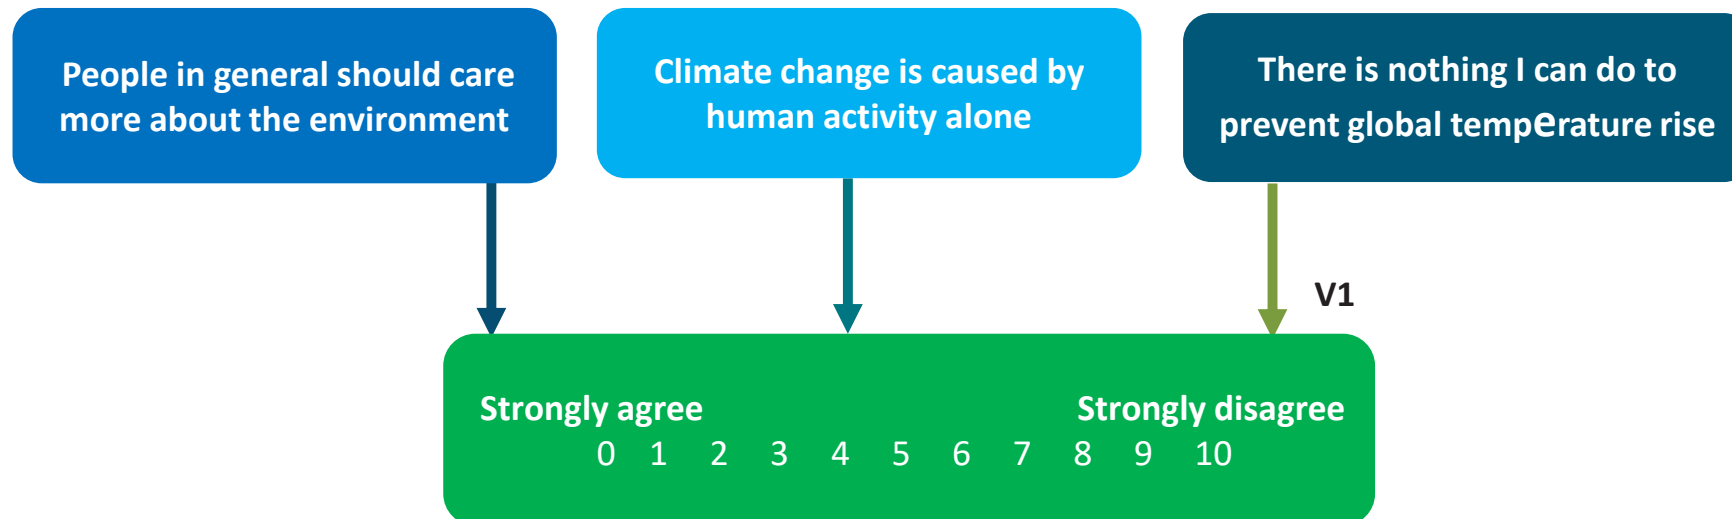 People in general should care
more about the environment
Climate change is caused by
human activity alone
There is nothing I can do to
prevent global temperature rise
V1
Strongly agree
Strongly disagree
0 1 2 3 4 5 6 7 8 9 10